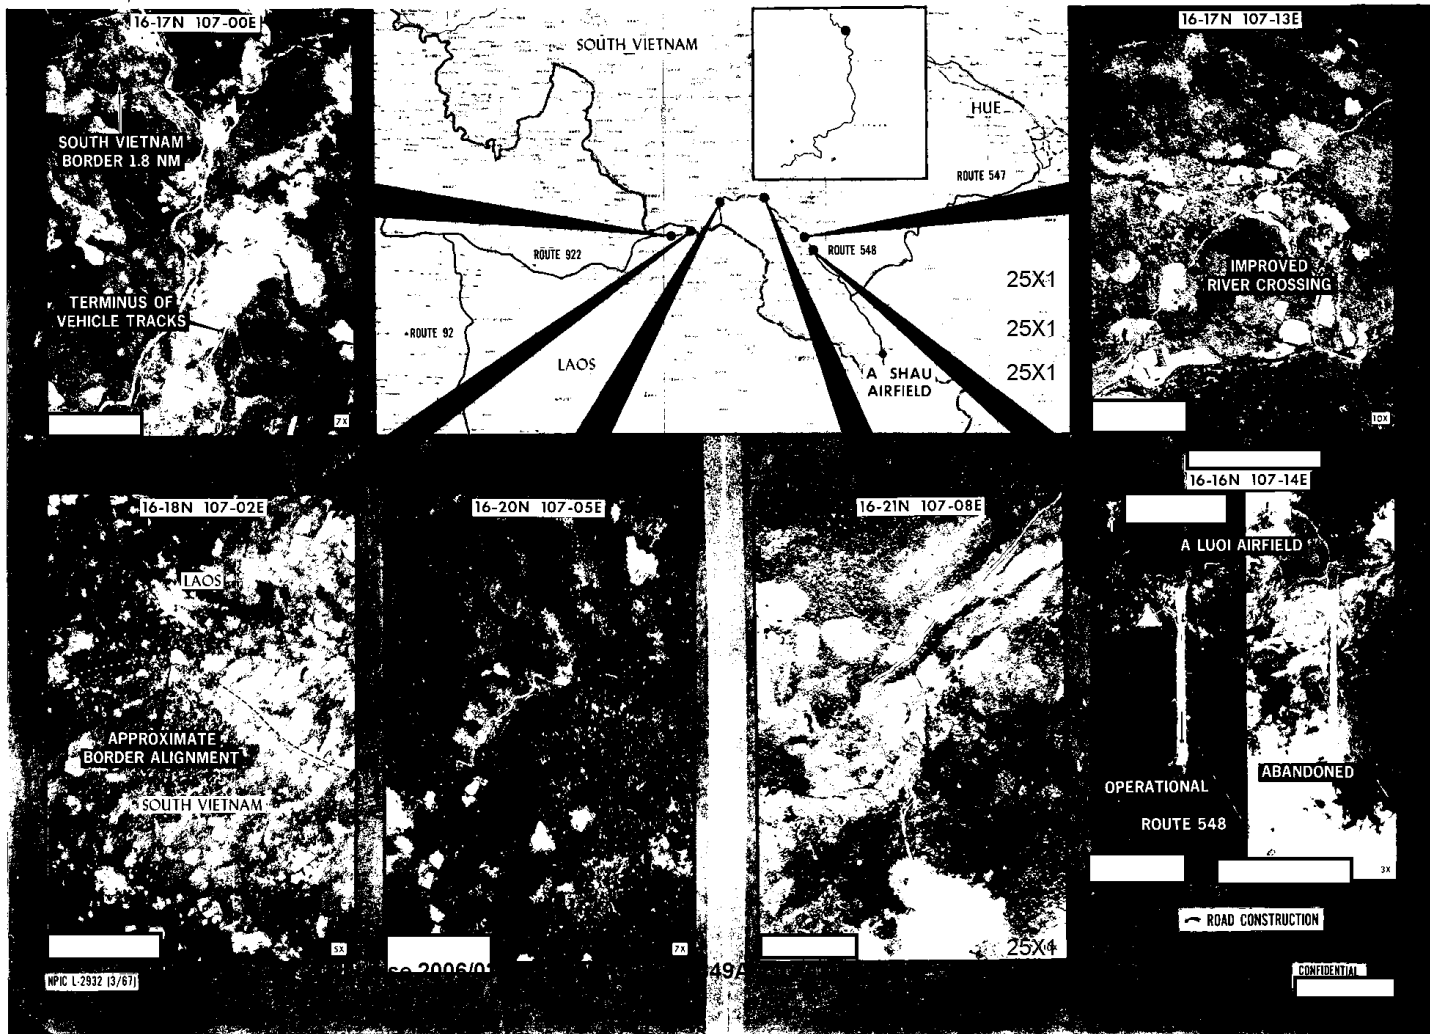 16-17N 107-00E
SOUTH VIETNAM
BORDER 1.8 NM
TERMINUS OF
VEHICLE TRACKS
7X
SOUTH VIETNAM
HUE
ROUTE 547
ROUTE 922
ROUTE 548
ROUTE 92
LAOS
A SHAU
AIRFIELD
25X1
25X1
25X1
16-17N 107-13E
IMPROVED
RIVER CROSSING
10X
16-18N 107-02E
LAOS
APPROXIMATE
BORDER ALIGNMENT
SOUTH VIETNAM
5X
16-20N 107-05E
7X
16-21N 107-08E
25X1
16-16N 107-14E
A LUOI AIRFIELD
OPERATIONAL
ABANDONED
ROUTE 548
3X
ROAD CONSTRUCTION
NPIC L-2932 (3/67)
CONFIDENTIAL